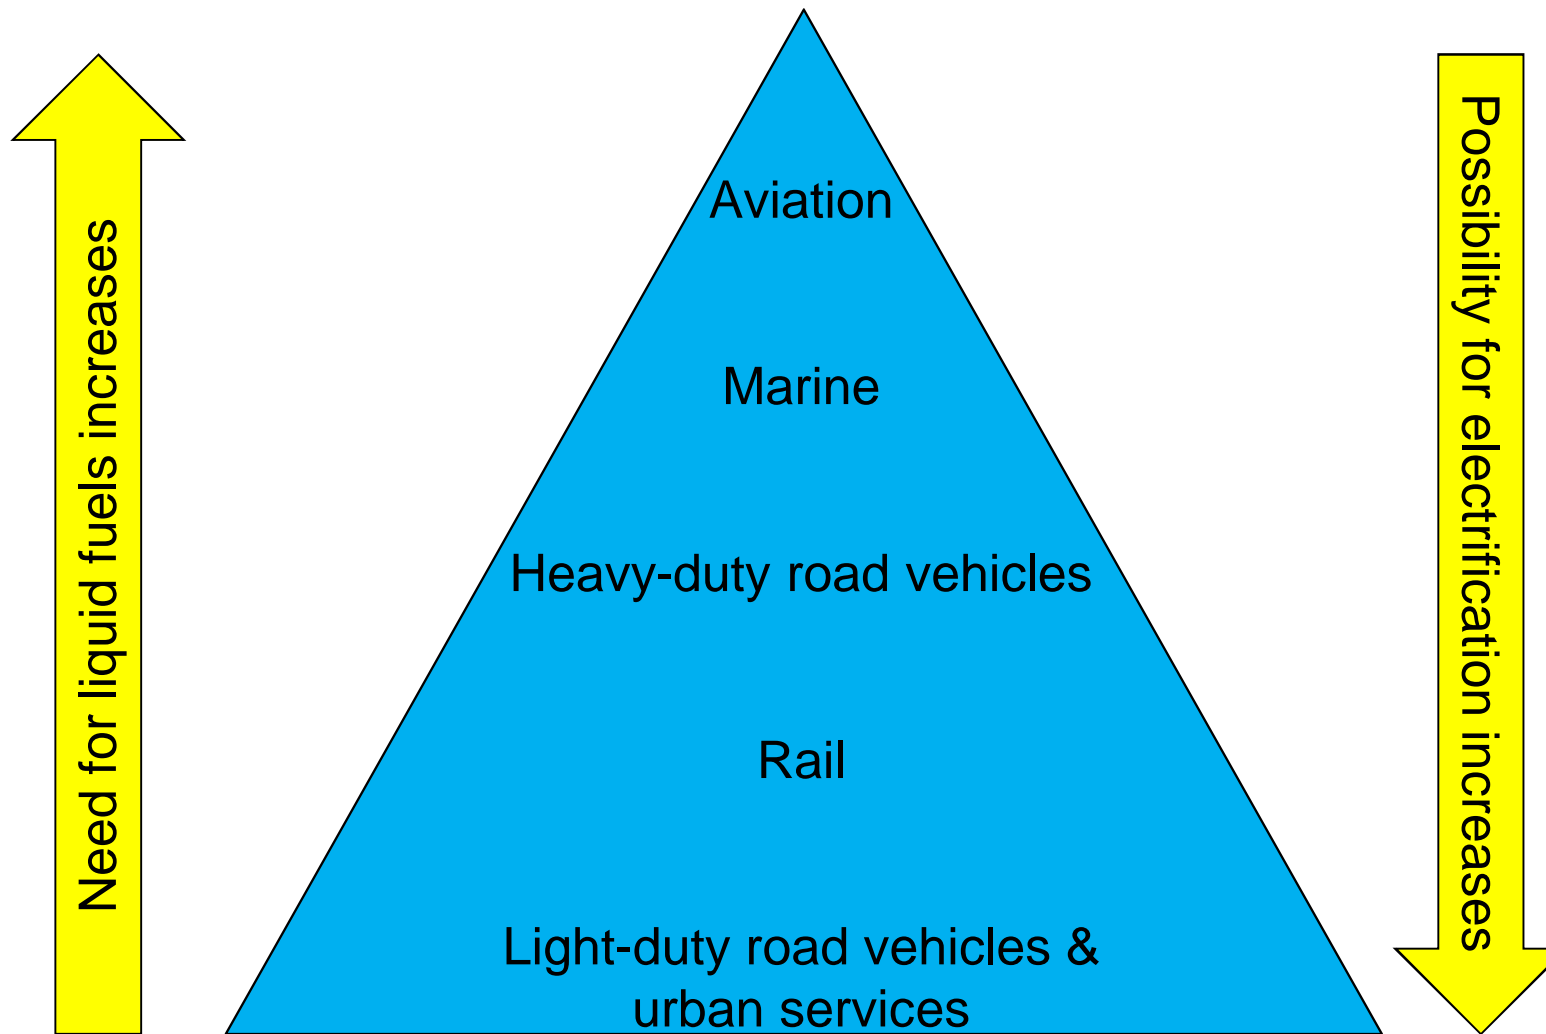 Need for liquid fuels increases
Aviation
Marine
Heavy-duty road vehicles
Rail
Light-duty road vehicles &
urban services
Possibility for electrification increases